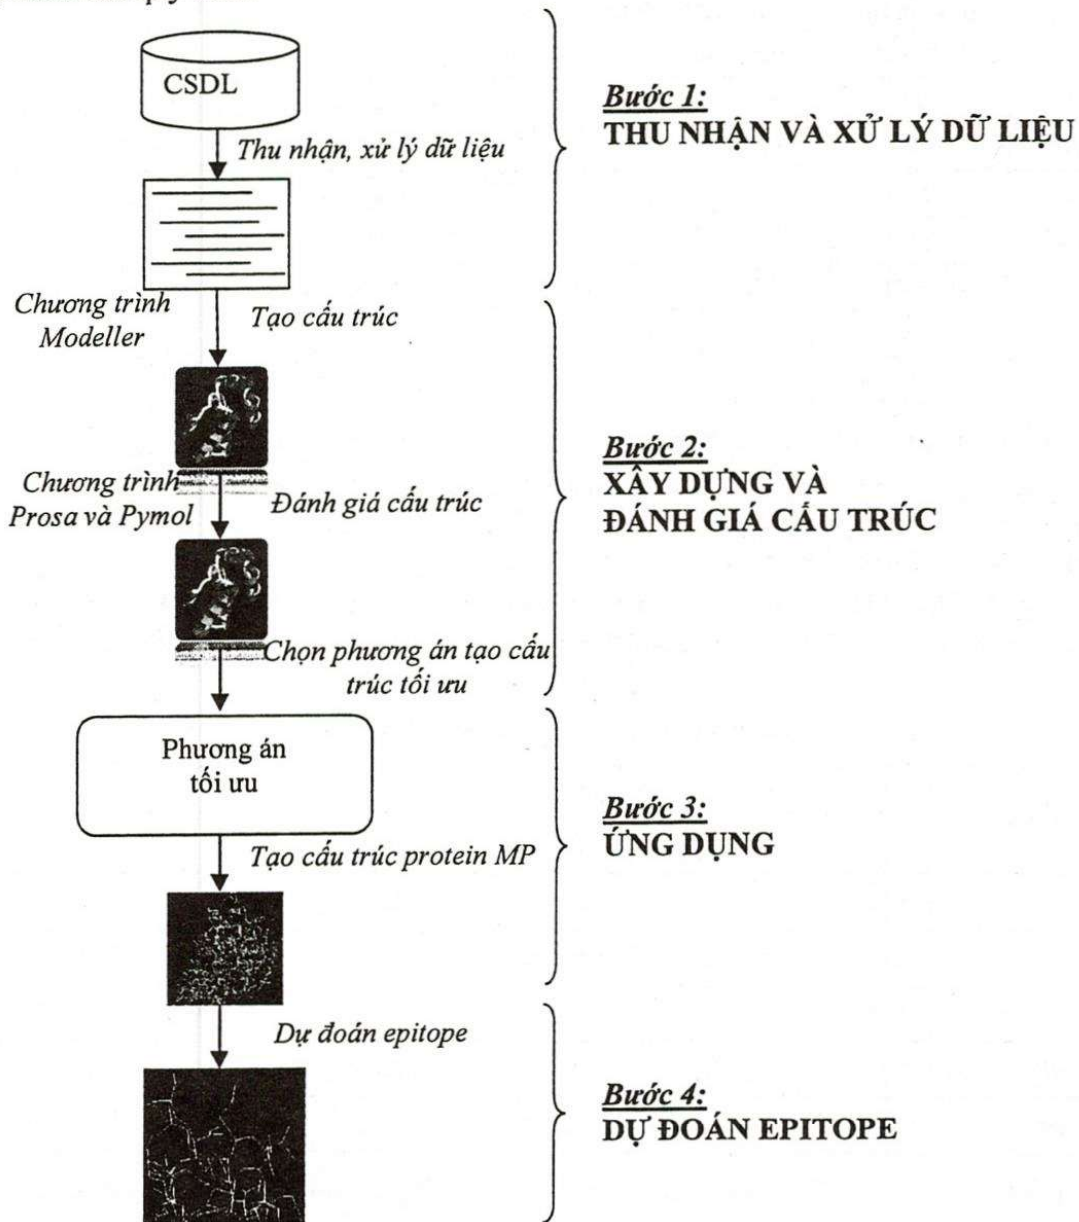 CSDL
Bước 1:
THU NHẬN VÀ XỬ LÝ DỮ LIỆU
Thu nhận, xử lý dữ liệu
Chương trình
Modeller
Tạo cấu trúc
Bước 2:
XÂY DỰNG VÀ
ĐÁNH GIÁ CẤU TRÚC
Chương trình
Prosa và Pymol
Đánh giá cấu trúc
Chọn phương án tạo cấu
trúc tối ưu
Phương án
tối ưu
Bước 3:
ỨNG DỤNG
Tạo cấu trúc protein MP
Dự đoán epitope
Bước 4:
DỰ ĐOÁN EPITOPE